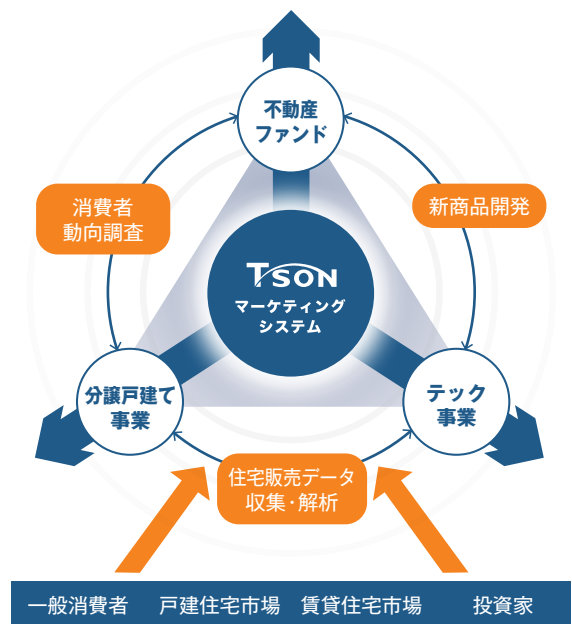 不動産
ファンド
消費者
動向調査
新商品開発
TSON
マーケティング
システム
分譲戸建て
事業
テック
事業
住宅販売データ
収集・解析
一般消費者 戸建住宅市場 賃貸住宅市場 投資家